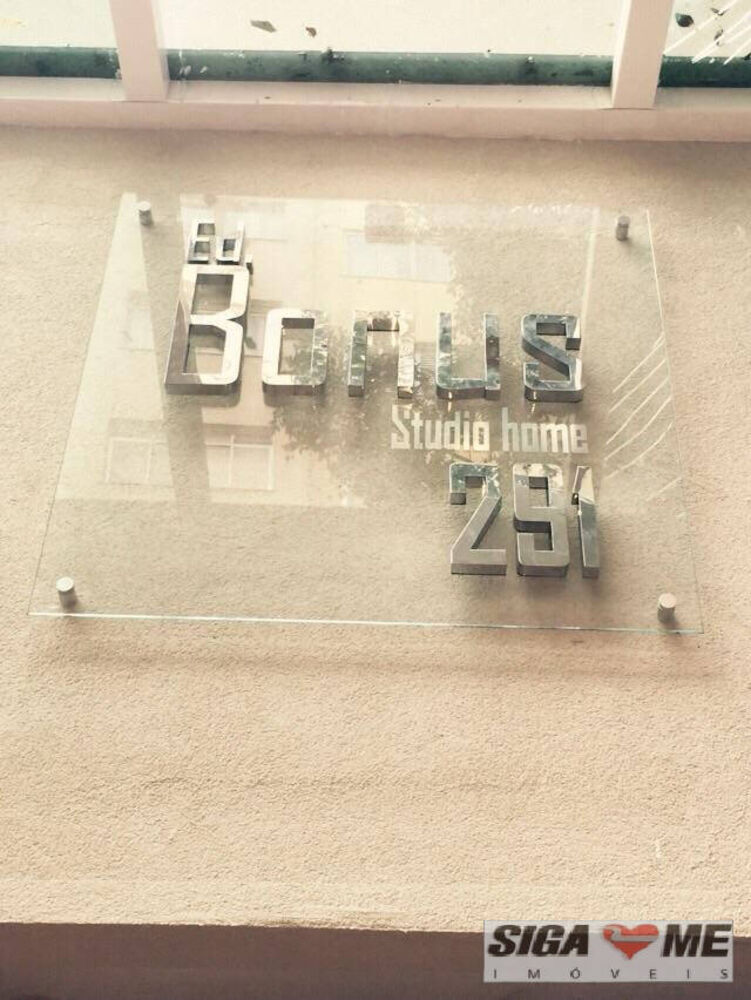 Ed.
Bonus
Studio home
291
SIGA ME
IMÓVEIS